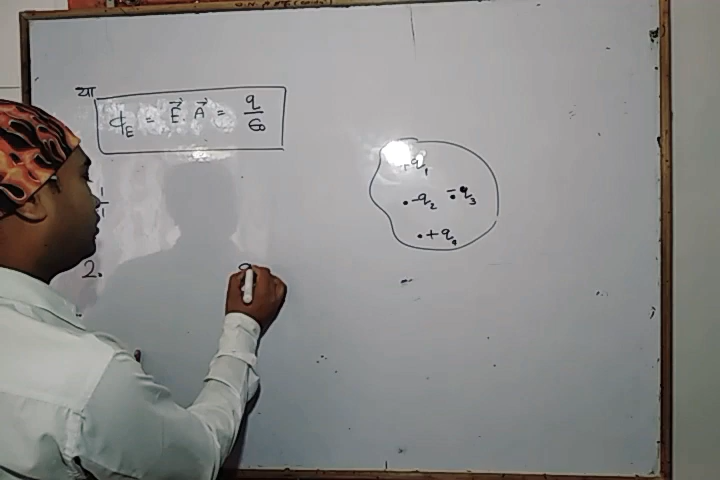 या
ϕE = E⃗. A⃗ = q/ε0
+q1
-q2 -q3
+q4
2.